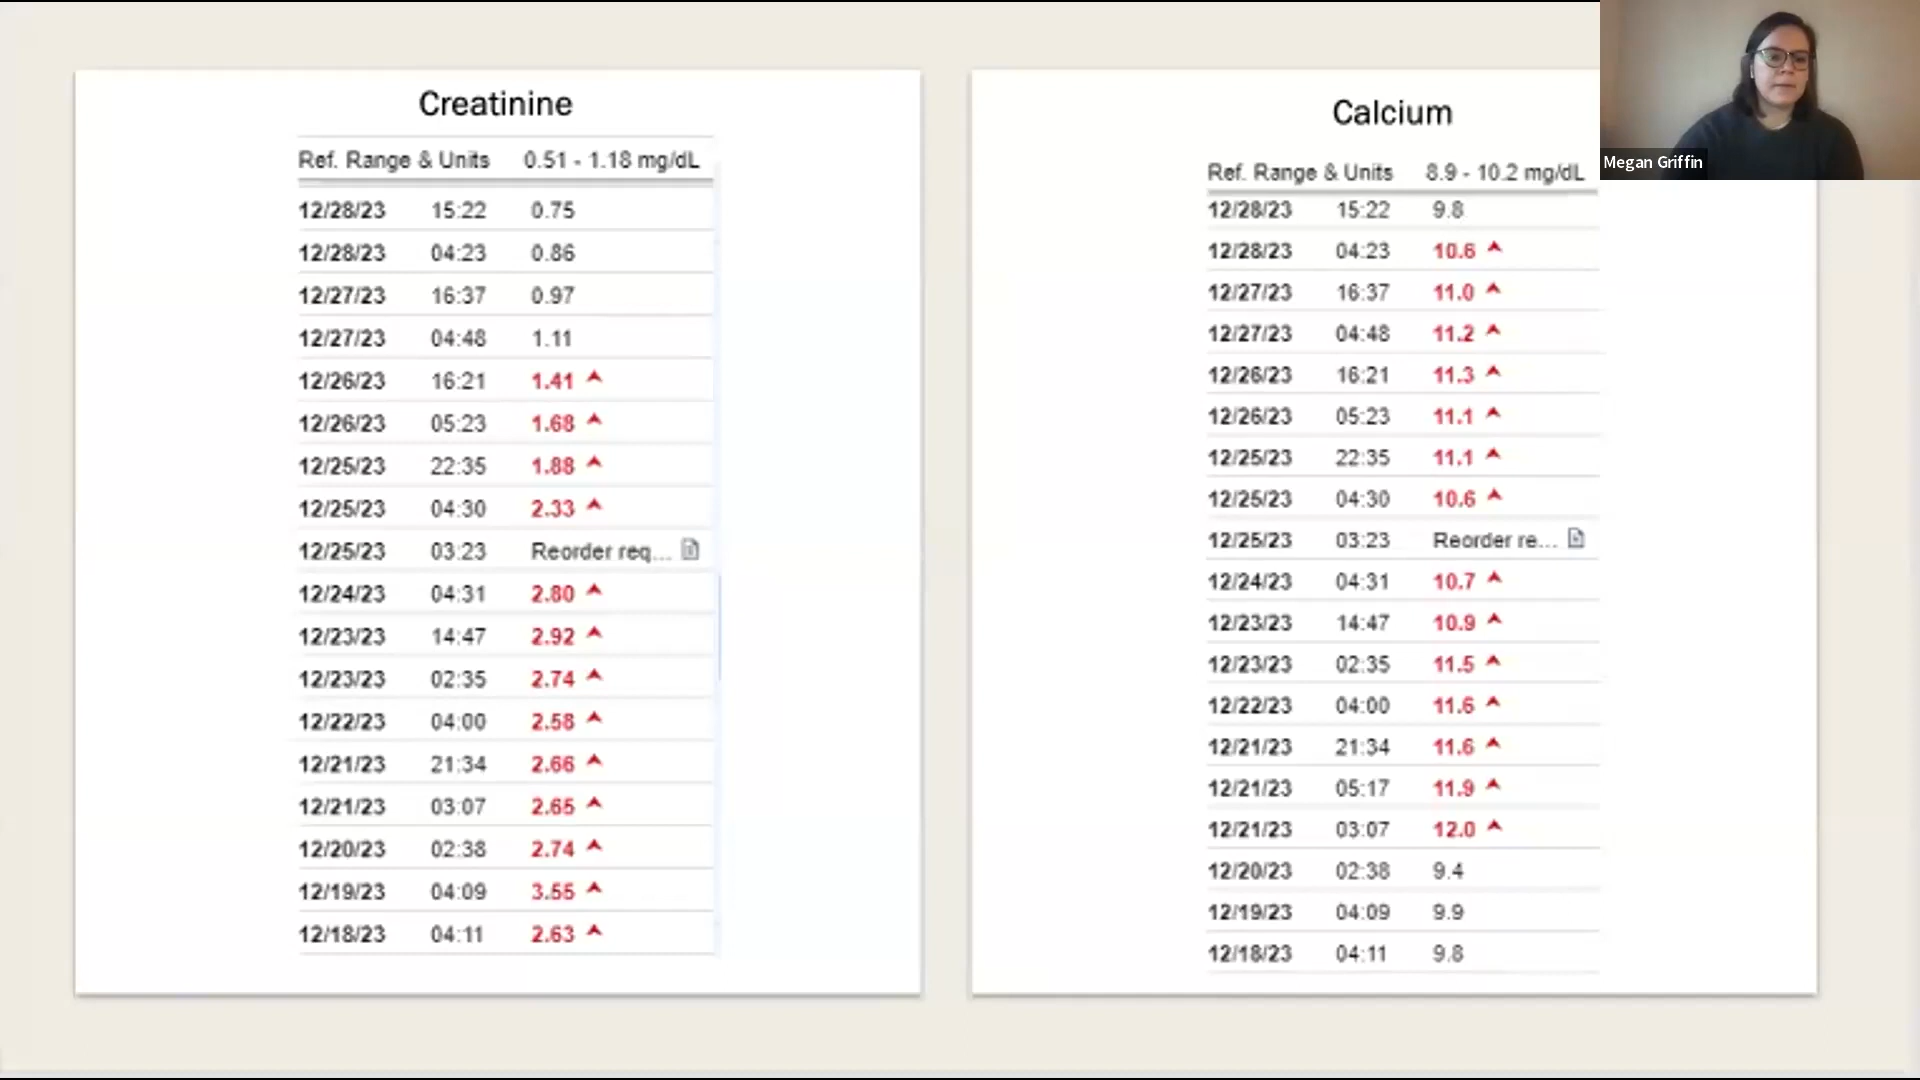 Creatinine
Ref. Range & Units 0.51 - 1.18 mg/dL
12/28/23 15:22 0.75
12/28/23 04:23 0.86
12/27/23 16:37 0.97
12/27/23 04:48 1.11
12/26/23 16:21 1.41
12/26/23 05:23 1.68
12/25/23 22:35 1.88
12/25/23 04:30 2.33
12/25/23 03:23 Reorder req...
12/24/23 04:31 2.80
12/23/23 14:47 2.92
12/23/23 02:35 2.74
12/22/23 04:00 2.58
12/21/23 21:34 2.66
12/21/23 03:07 2.65
12/20/23 02:38 2.74
12/19/23 04:09 3.55
12/18/23 04:11 2.63
Calcium
Ref. Range & Units 8.9 - 10.2 mg/dL
12/28/23 15:22 9.8
12/28/23 04:23 10.6
12/27/23 16:37 11.0
12/27/23 04:48 11.2
12/26/23 16:21 11.3
12/26/23 05:23 11.1
12/25/23 22:35 11.1
12/25/23 04:30 10.6
12/25/23 03:23 Reorder re...
12/24/23 04:31 10.7
12/23/23 14:47 10.9
12/23/23 02:35 11.5
12/22/23 04:00 11.6
12/21/23 21:34 11.6
12/21/23 05:17 11.9
12/21/23 03:07 12.0
12/20/23 02:38 9.4
12/19/23 04:09 9.9
12/18/23 04:11 9.8
Megan Griffin